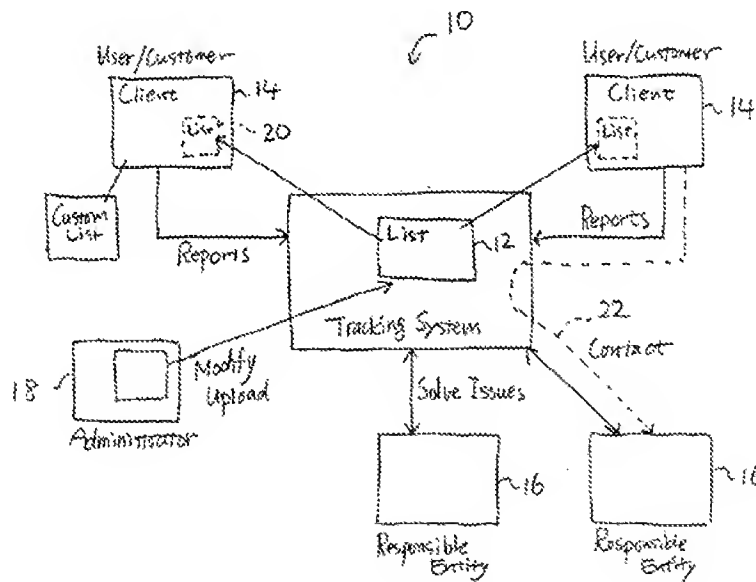 10
User/Customer
User/Customer
Client
14
List
20
Client
14
List
Custom
List
Reports
List
12
Reports
Tracking System
22
Contact
18
Modify
Upload
Administrator
Solve Issues
16
16
Responsible
Entity
Responsible
Entity